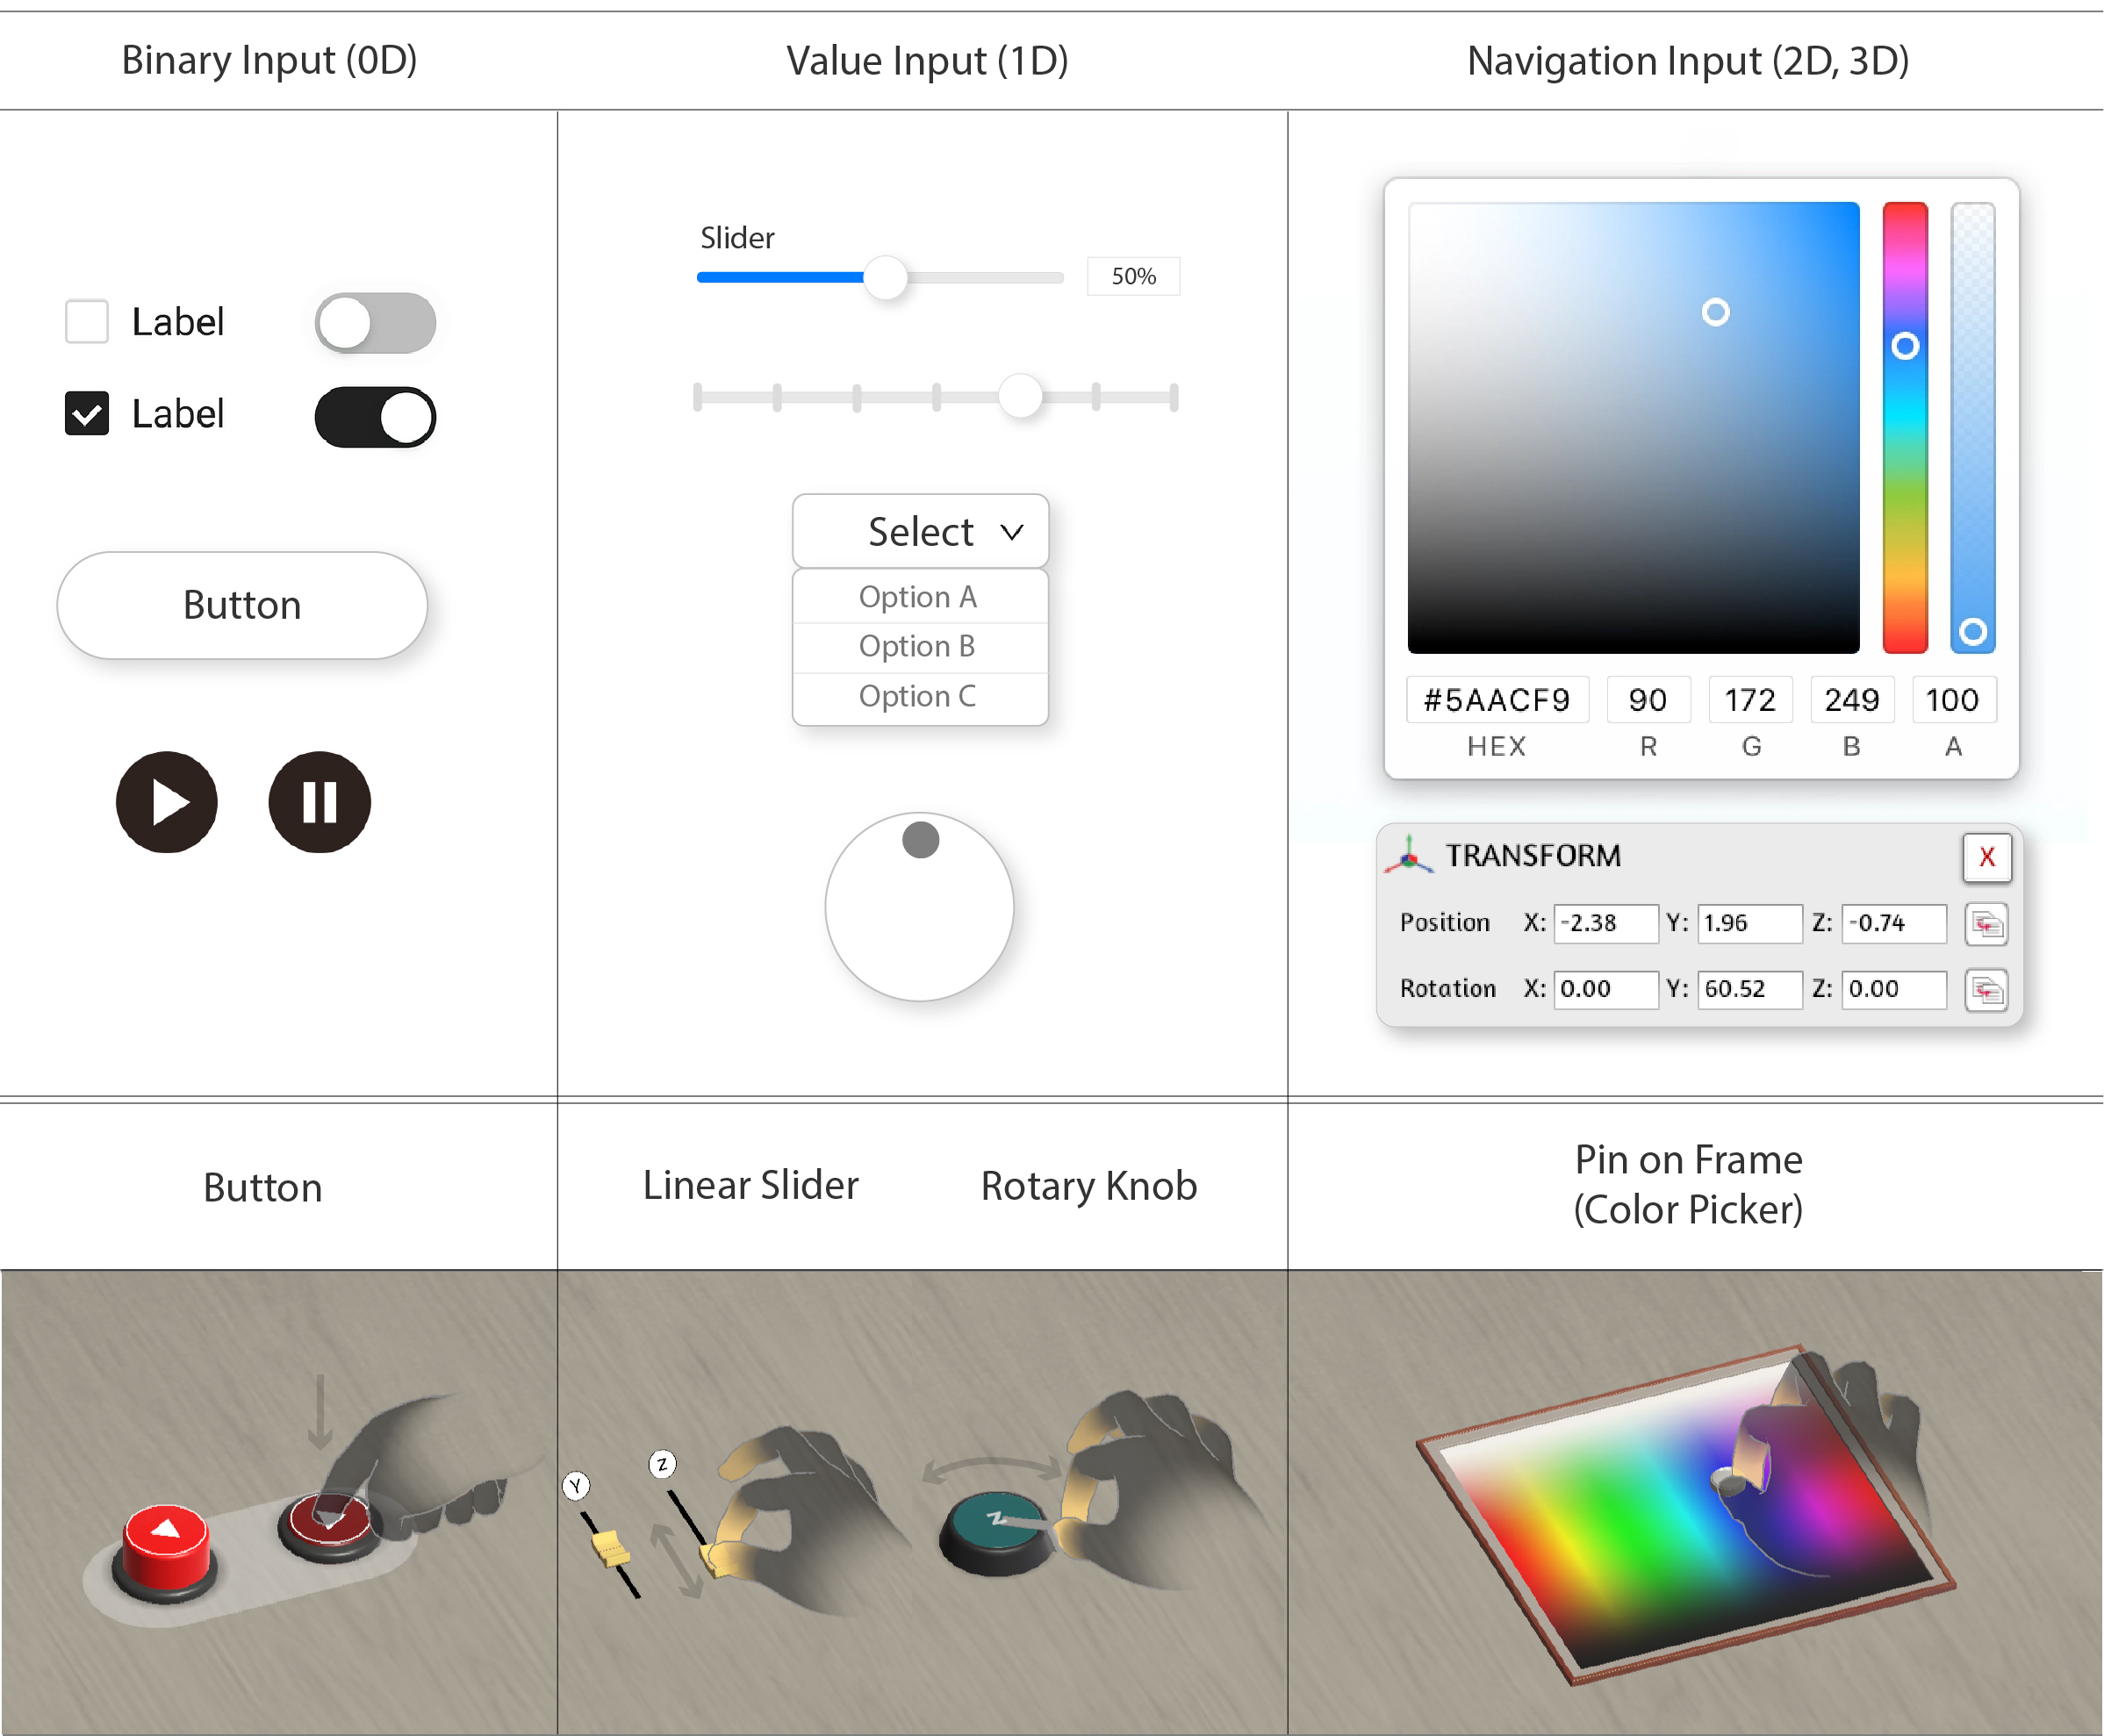 Binary Input (0D)
Value Input (1D)
Navigation Input (2D, 3D)
Label
Label
Button
Slider
50%
Select
Option A
Option B
Option C
#5AACF9 90 172 249 100
HEX R G B A
TRANSFORM X
Position X: -2.38 Y: 1.96 Z: -0.74
Rotation X: 0.00 Y: 60.52 Z: 0.00
Button
Linear Slider
Rotary Knob
Pin on Frame
(Color Picker)
Y
Z
Z